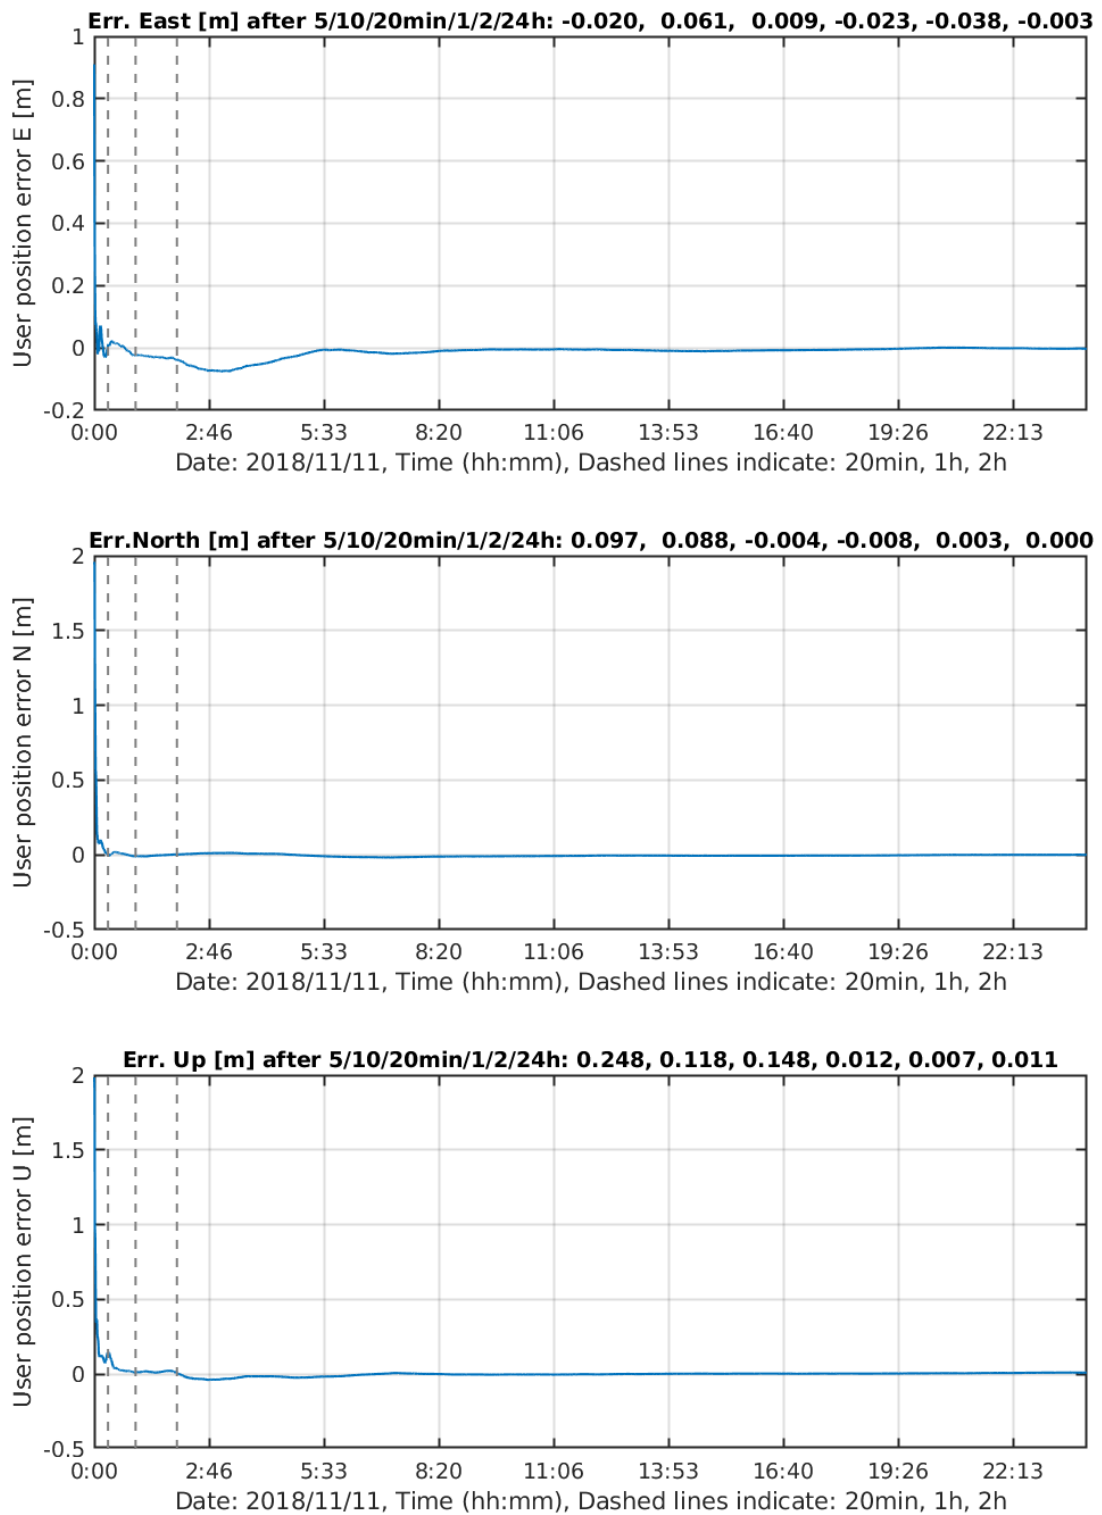 Err. East [m] after 5/10/20min/1/2/24h: -0.020,  0.061,  0.009, -0.023, -0.038, -0.003
User position error E [m]
1
0.8
0.6
0.4
0.2
0
-0.2
0:00 2:46 5:33 8:20 11:06 13:53 16:40 19:26 22:13
Date: 2018/11/11, Time (hh:mm), Dashed lines indicate: 20min, 1h, 2h
Err.North [m] after 5/10/20min/1/2/24h: 0.097,  0.088, -0.004, -0.008,  0.003,  0.000
User position error N [m]
2
1.5
1
0.5
0
-0.5
0:00 2:46 5:33 8:20 11:06 13:53 16:40 19:26 22:13
Date: 2018/11/11, Time (hh:mm), Dashed lines indicate: 20min, 1h, 2h
Err. Up [m] after 5/10/20min/1/2/24h: 0.248, 0.118, 0.148, 0.012, 0.007, 0.011
User position error U [m]
2
1.5
1
0.5
0
-0.5
0:00 2:46 5:33 8:20 11:06 13:53 16:40 19:26 22:13
Date: 2018/11/11, Time (hh:mm), Dashed lines indicate: 20min, 1h, 2h